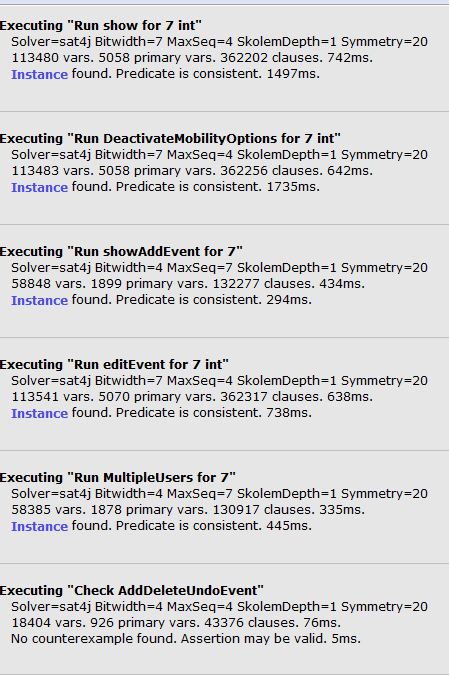 Executing "Run show for 7 int"
Solver=sat4j Bitwidth=7 MaxSeq=4 SkolemDepth=1 Symmetry=20
113480 vars. 5058 primary vars. 362202 clauses. 742ms.
Instance found. Predicate is consistent. 1497ms.
Executing "Run DeactivateMobilityOptions for 7 int"
Solver=sat4j Bitwidth=7 MaxSeq=4 SkolemDepth=1 Symmetry=20
113483 vars. 5058 primary vars. 362256 clauses. 642ms.
Instance found. Predicate is consistent. 1735ms.
Executing "Run showAddEvent for 7"
Solver=sat4j Bitwidth=4 MaxSeq=7 SkolemDepth=1 Symmetry=20
58848 vars. 1899 primary vars. 132277 clauses. 434ms.
Instance found. Predicate is consistent. 294ms.
Executing "Run editEvent for 7 int"
Solver=sat4j Bitwidth=7 MaxSeq=4 SkolemDepth=1 Symmetry=20
113541 vars. 5070 primary vars. 362317 clauses. 638ms.
Instance found. Predicate is consistent. 738ms.
Executing "Run MultipleUsers for 7"
Solver=sat4j Bitwidth=4 MaxSeq=7 SkolemDepth=1 Symmetry=20
58385 vars. 1878 primary vars. 130917 clauses. 335ms.
Instance found. Predicate is consistent. 445ms.
Executing "Check AddDeleteUndoEvent"
Solver=sat4j Bitwidth=4 MaxSeq=4 SkolemDepth=1 Symmetry=20
18404 vars. 926 primary vars. 43376 clauses. 76ms.
No counterexample found. Assertion may be valid. 5ms.